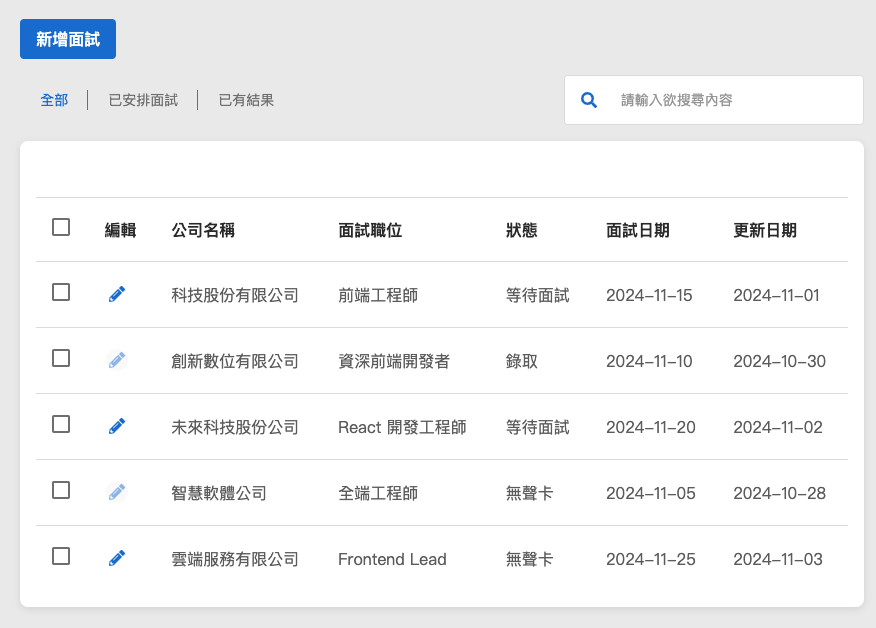 新增面試
全部 已安排面試 已有結果 請輸入欲搜尋內容
編輯 公司名稱 面試職位 狀態 面試日期 更新日期
科技股份有限公司 前端工程師 等待面試 2024-11-15 2024-11-01
創新數位有限公司 資深前端開發者 錄取 2024-11-10 2024-10-30
未來科技股份公司 React 開發工程師 等待面試 2024-11-20 2024-11-02
智慧軟體公司 全端工程師 無聲卡 2024-11-05 2024-10-28
雲端服務有限公司 Frontend Lead 無聲卡 2024-11-25 2024-11-03